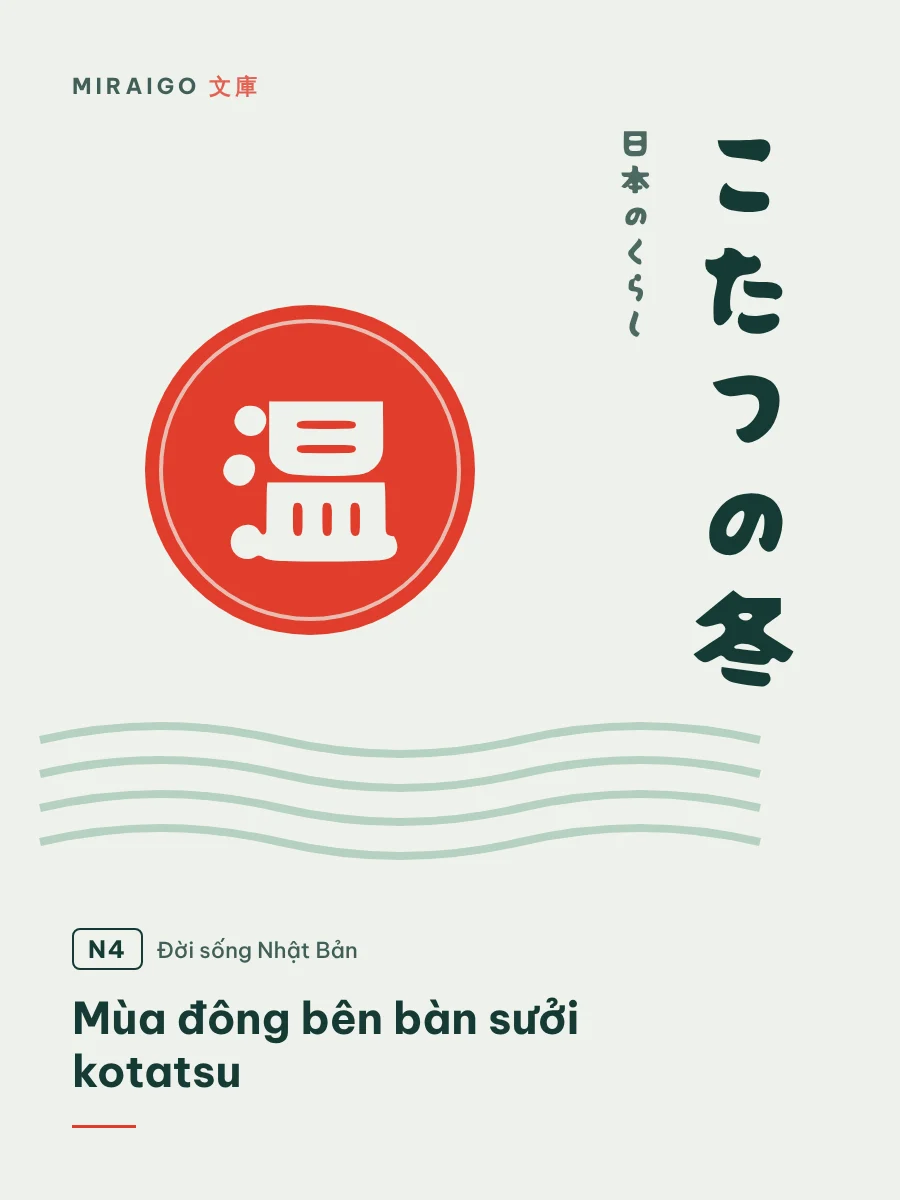 MIRAIGO 文庫
こたつの冬
日本のくらし
温
N4
Đời sống Nhật Bản
Mùa đông bên bàn sưởi
kotatsu